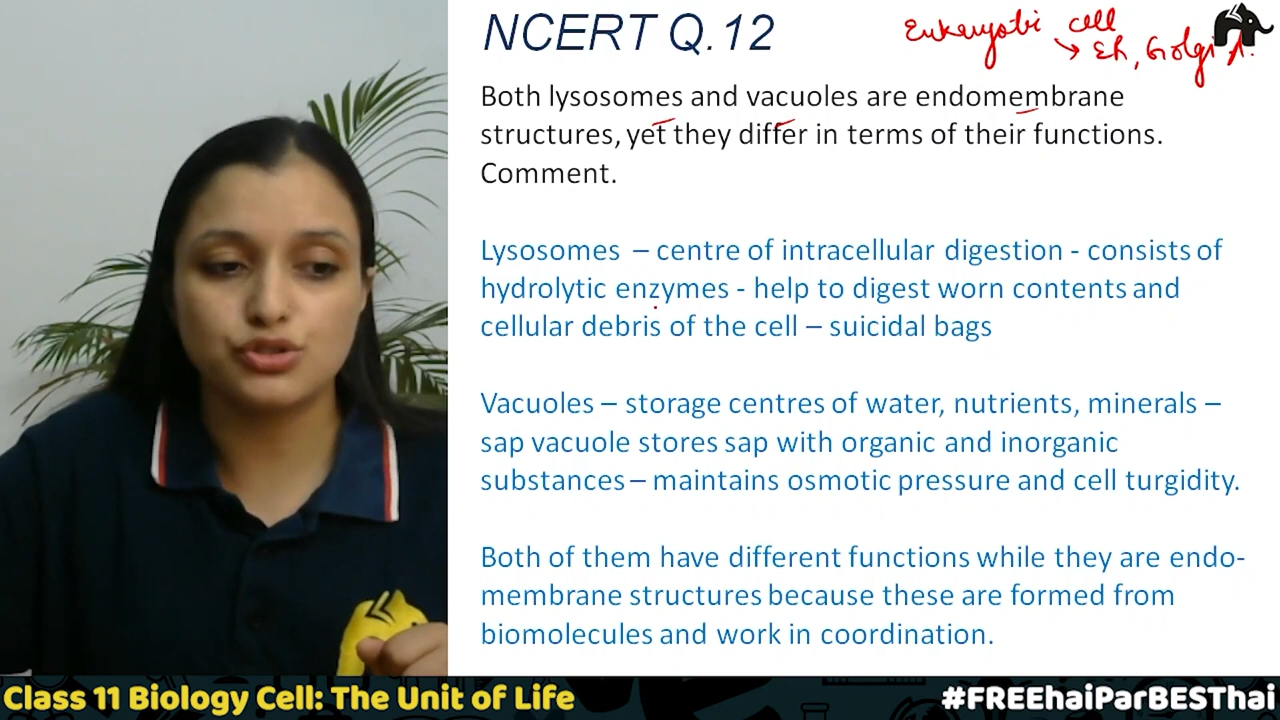 NCERT Q.12
Eukaryotic cell
→ ER, Golgi A.
Both lysosomes and vacuoles are endomembrane
structures, yet they differ in terms of their functions.
Comment.
Lysosomes – centre of intracellular digestion - consists of
hydrolytic enzymes - help to digest worn contents and
cellular debris of the cell – suicidal bags
Vacuoles – storage centres of water, nutrients, minerals –
sap vacuole stores sap with organic and inorganic
substances – maintains osmotic pressure and cell turgidity.
Both of them have different functions while they are endo-
membrane structures because these are formed from
biomolecules and work in coordination.
Class 11 Biology Cell: The Unit of Life
#FREEhaiParBESThai